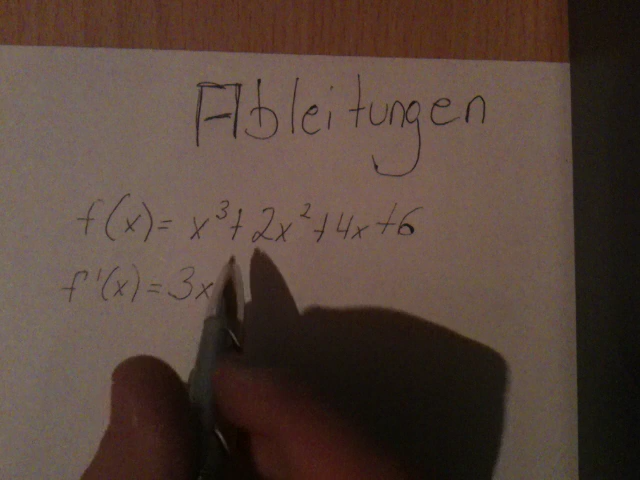 Ableitungen
f(x)= x³+2x²+4x+6
f'(x)=3x